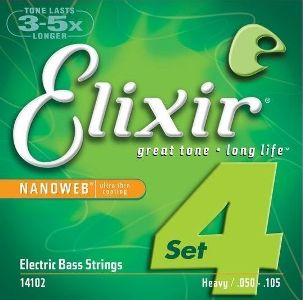 TONE LASTS
3-5x
LONGER
e
Elixir®
great tone • long life™
NANOWEB® ultra thin
coating
4
Set
Electric Bass Strings
14102
Heavy / .050 - .105